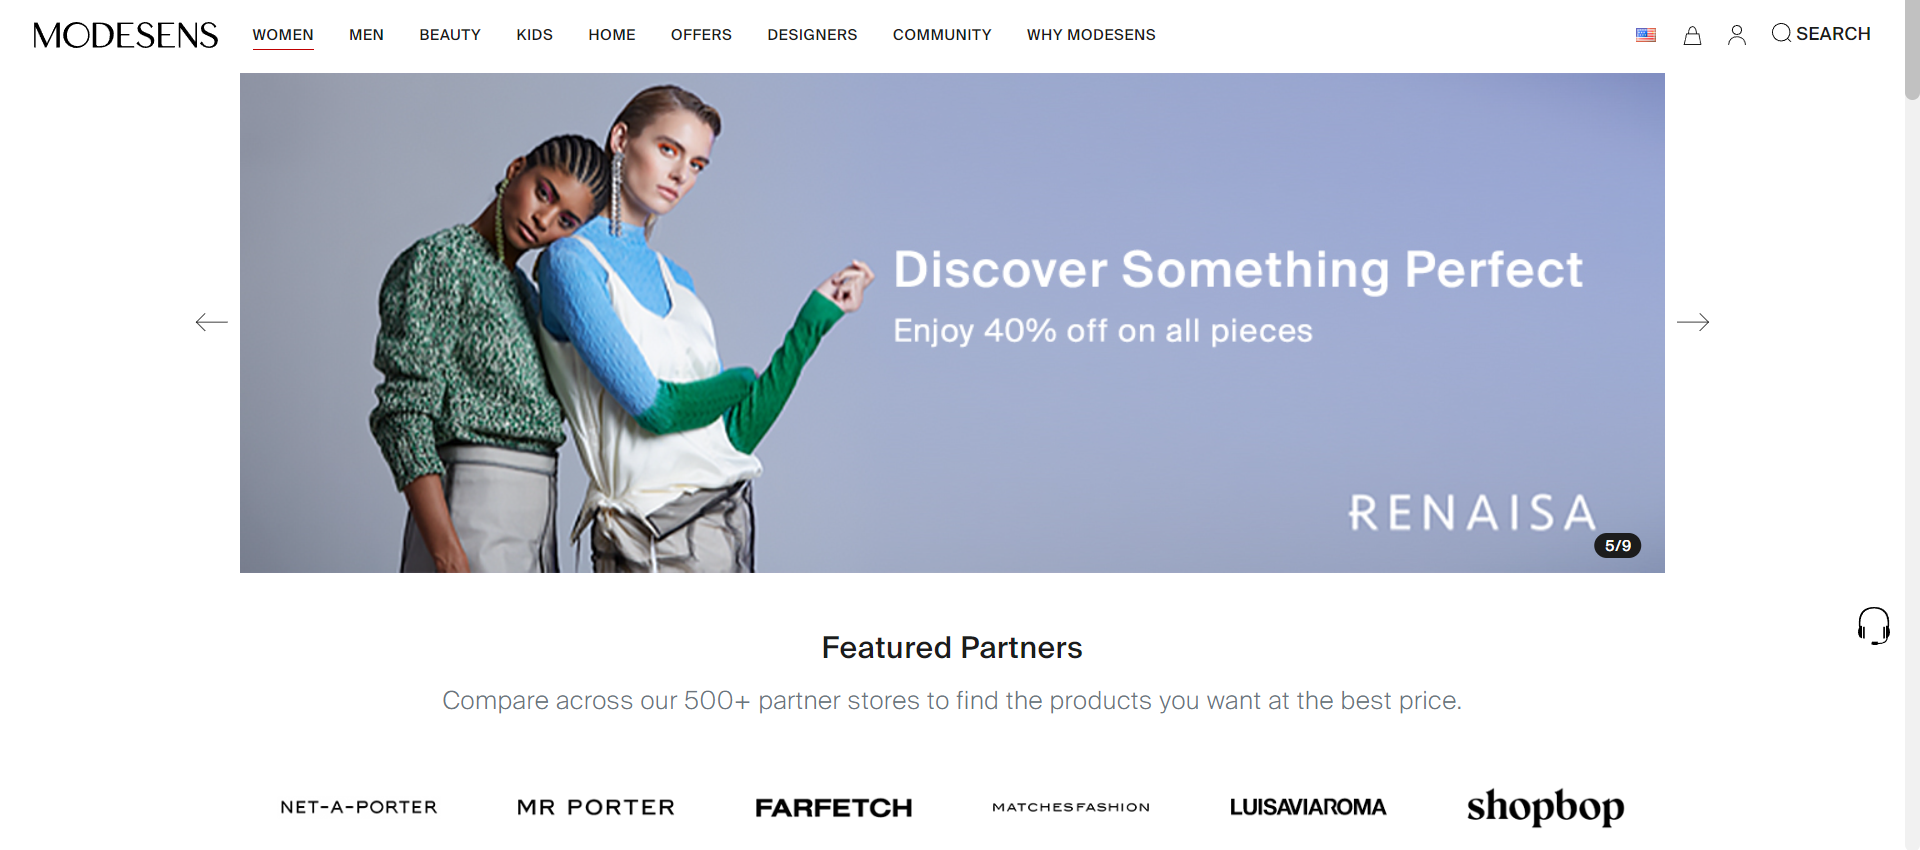 MODESENS
WOMEN MEN BEAUTY KIDS HOME OFFERS DESIGNERS COMMUNITY WHY MODESENS
SEARCH
Discover Something Perfect
Enjoy 40% off on all pieces
RENAISA
5/9
Featured Partners
Compare across our 500+ partner stores to find the products you want at the best price.
NET-A-PORTER MR PORTER FARFETCH MATCHESFASHION LUISAVIAROMA shopbop